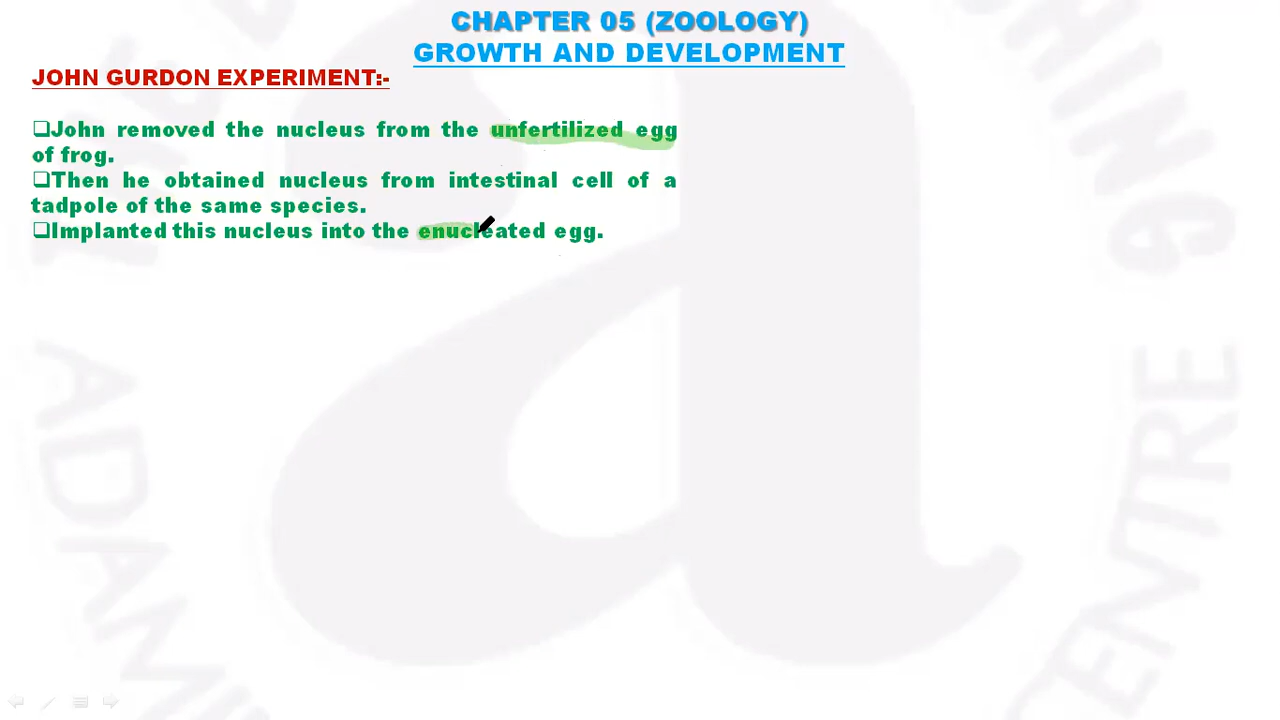 CHAPTER 05 (ZOOLOGY)
GROWTH AND DEVELOPMENT
JOHN GURDON EXPERIMENT:-
❑John removed the nucleus from the unfertilized egg
of frog.
❑Then he obtained nucleus from intestinal cell of a
tadpole of the same species.
❑Implanted this nucleus into the enucleated egg.